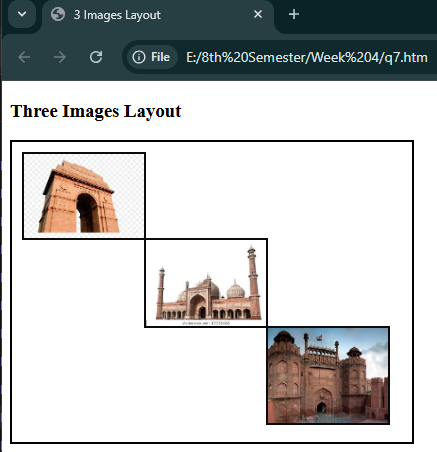 3 Images Layout
File
E:/8th%20Semester/Week%204/q7.htm
Three Images Layout